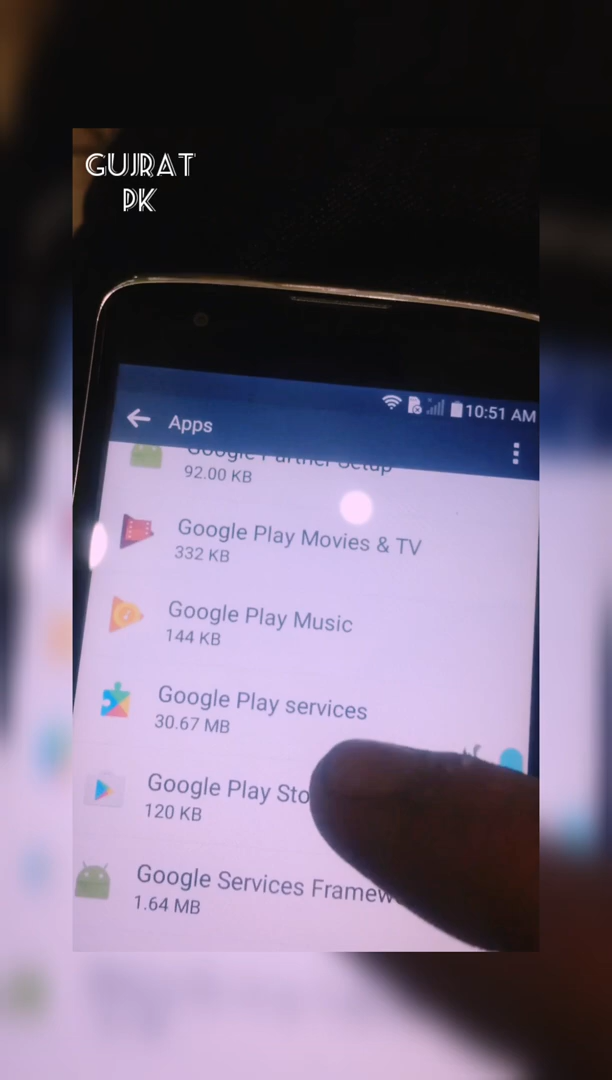 GUJRAT
PK
10:51 AM
Apps
Google Partner Setup
92.00 KB
Google Play Movies & TV
332 KB
Google Play Music
144 KB
Google Play services
30.67 MB
Google Play Sto
120 KB
Google Services Framew
1.64 MB